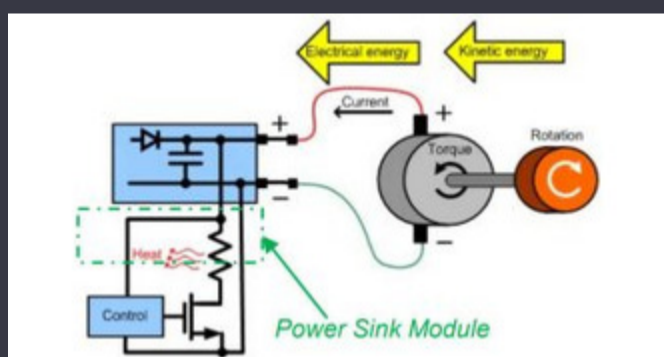 Electrical energy
Kinetic energy
Current
+
+
Rotation
Torque
−
−
Heat
Control
Power Sink Module